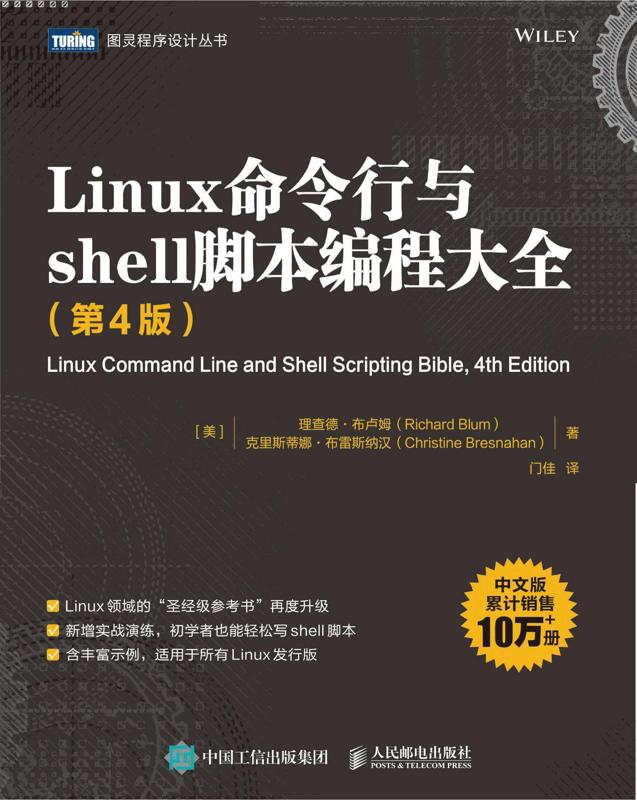 TURING 图灵程序设计丛书
WILEY
Linux命令行与
shell脚本编程大全
（第4版）
Linux Command Line and Shell Scripting Bible, 4th Edition
[美] 理查德·布卢姆（Richard Blum）
克里斯蒂娜·布雷斯纳汉（Christine Bresnahan） 著
门佳 译
Linux领域的“圣经级参考书”再度升级
新增实战演练，初学者也能轻松写shell脚本
含丰富示例，适用于所有Linux发行版
中文版
累计销售
10万+册
中国工信出版集团
人民邮电出版社
POSTS & TELECOM PRESS